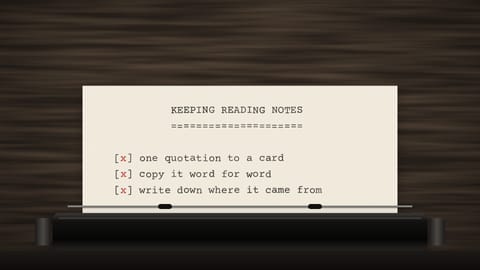 KEEPING READING NOTES
=====================
[x] one quotation to a card
[x] copy it word for word
[x] write down where it came from